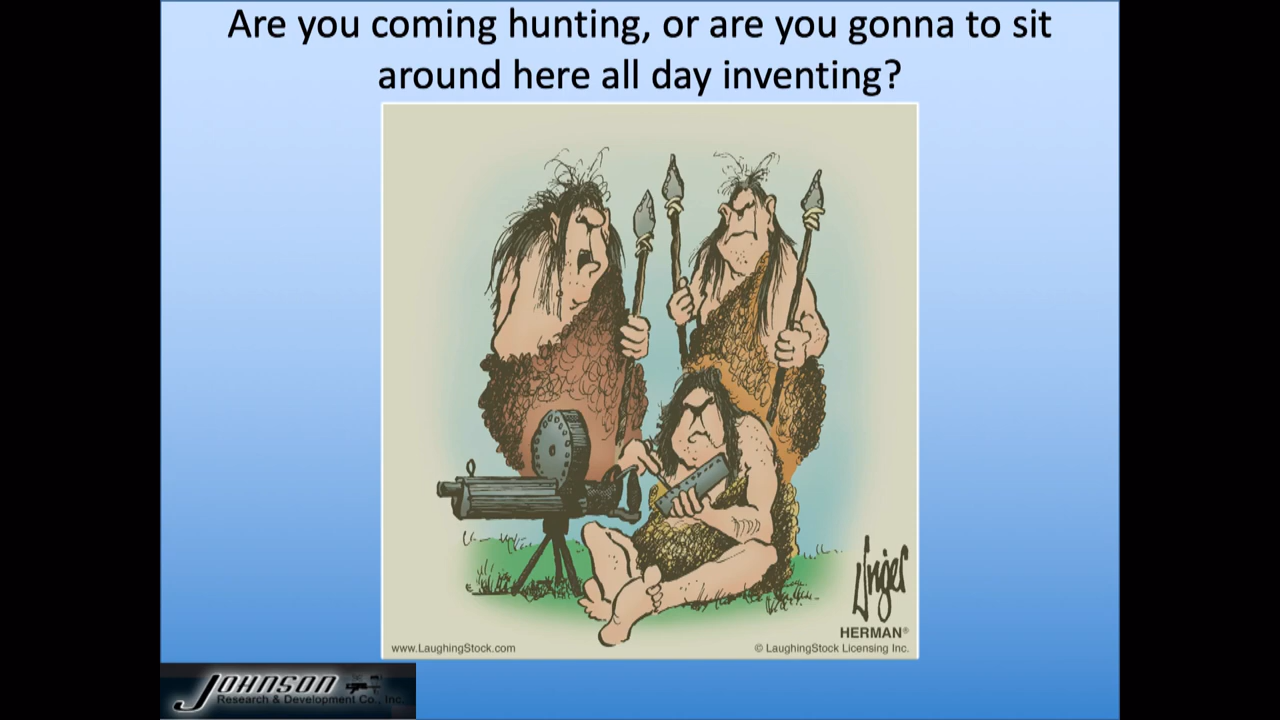 Are you coming hunting, or are you gonna to sit
around here all day inventing?
Unger
HERMAN®
www.LaughingStock.com
© LaughingStock Licensing Inc.
JOHNSON
Research & Development Co., Inc.